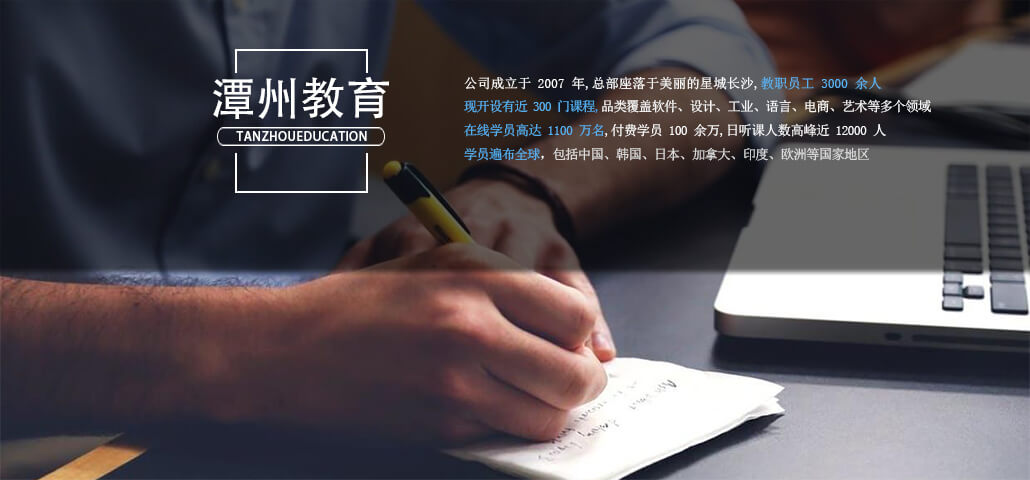 潭州教育
TANZHOUEDUCATION
公司成立于 2007 年,总部座落于美丽的星城长沙,教职员工 3000 余人
现开设有近 300 门课程,品类覆盖软件、设计、工业、语言、电商、艺术等多个领域
在线学员高达 1100 万名,付费学员 100 余万,日听课人数高峰近 12000 人
学员遍布全球，包括中国、韩国、日本、加拿大、印度、欧洲等国家地区